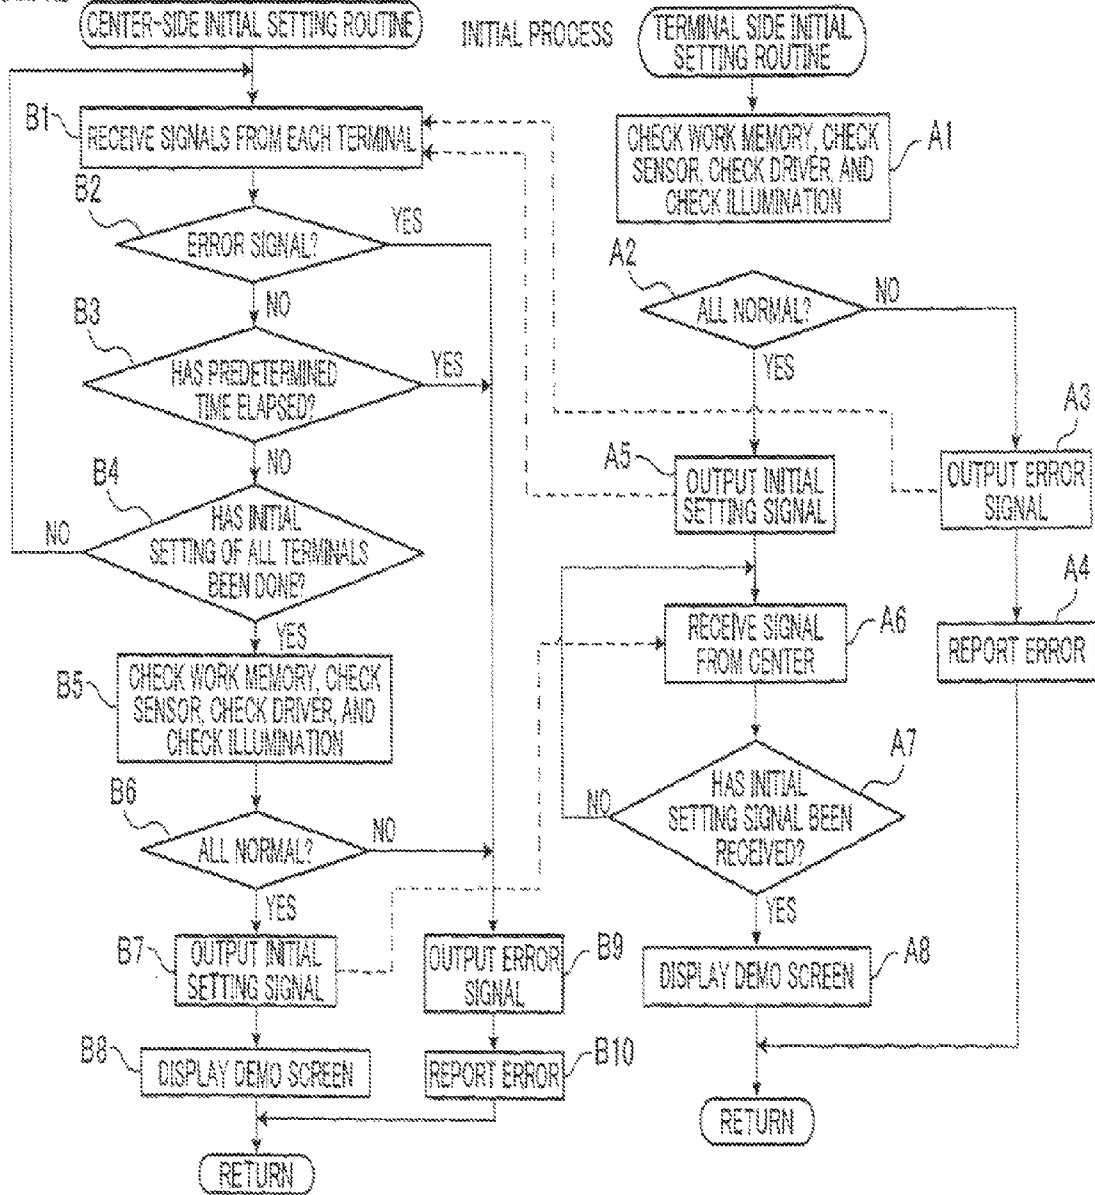 CENTER-SIDE INITIAL SETTING ROUTINE
INITIAL PROCESS
TERMINAL SIDE INITIAL
SETTING ROUTINE
B1
RECEIVE SIGNALS FROM EACH TERMINAL
B2
ERROR SIGNAL?
YES
NO
B3
HAS PREDETERMINED
TIME ELAPSED?
YES
NO
B4
HAS INITIAL
SETTING OF ALL TERMINALS
BEEN DONE?
NO
YES
B5
CHECK WORK MEMORY, CHECK
SENSOR, CHECK DRIVER, AND
CHECK ILLUMINATION
B6
ALL NORMAL?
NO
YES
B7
OUTPUT INITIAL
SETTING SIGNAL
B9
OUTPUT ERROR
SIGNAL
B8
DISPLAY DEMO SCREEN
REPORT ERROR
B10
RETURN
A1
CHECK WORK MEMORY, CHECK
SENSOR, CHECK DRIVER, AND
CHECK ILLUMINATION
A2
ALL NORMAL?
NO
YES
A3
OUTPUT ERROR
SIGNAL
A5
OUTPUT INITIAL
SETTING SIGNAL
A4
REPORT ERROR
A6
RECEIVE SIGNAL
FROM CENTER
A7
HAS INITIAL
SETTING SIGNAL BEEN
RECEIVED?
NO
YES
A8
DISPLAY DEMO SCREEN
RETURN